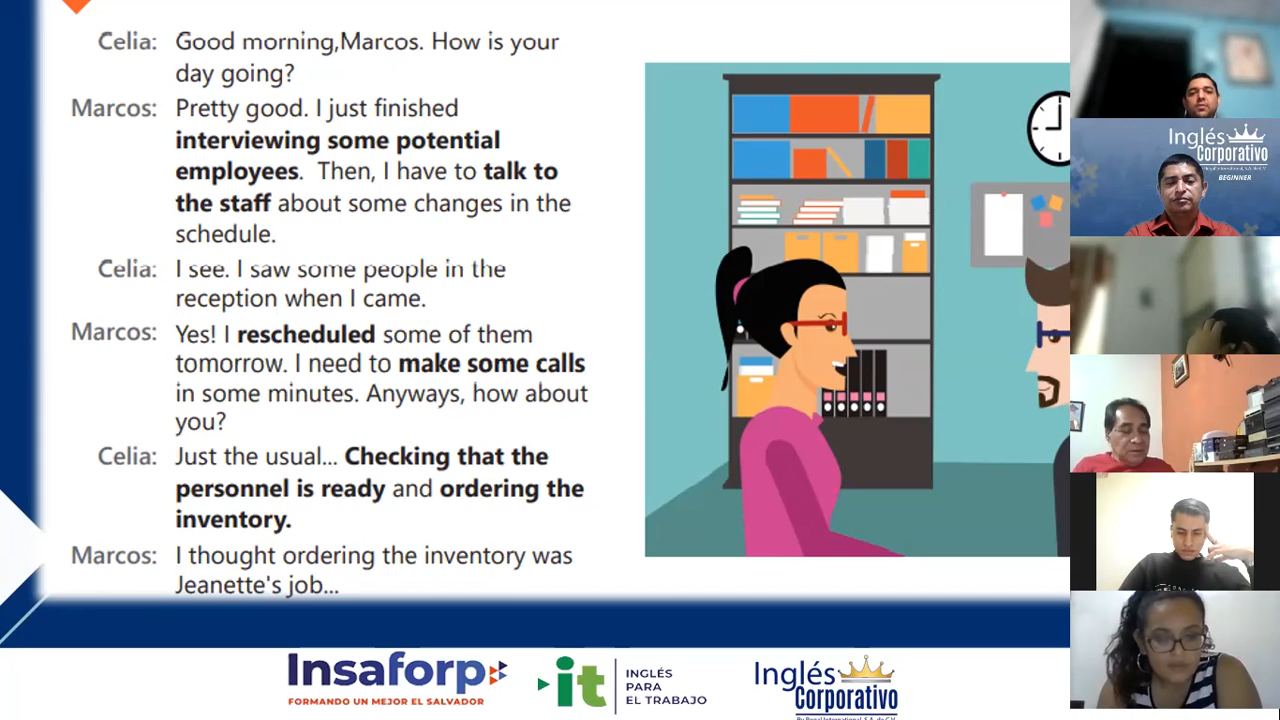 Celia: Good morning,Marcos. How is your
day going?
Marcos: Pretty good. I just finished
interviewing some potential
employees. Then, I have to talk to
the staff about some changes in the
schedule.
Celia: I see. I saw some people in the
reception when I came.
Marcos: Yes! I rescheduled some of them
tomorrow. I need to make some calls
in some minutes. Anyways, how about
you?
Celia: Just the usual... Checking that the
personnel is ready and ordering the
inventory.
Marcos: I thought ordering the inventory was
Jeanette's job...
Insaforp
FORMANDO UN MEJOR EL SALVADOR
it
INGLÉS
PARA
EL TRABAJO
Inglés
Corporativo
Inglés
Corporativo
BEGINNER